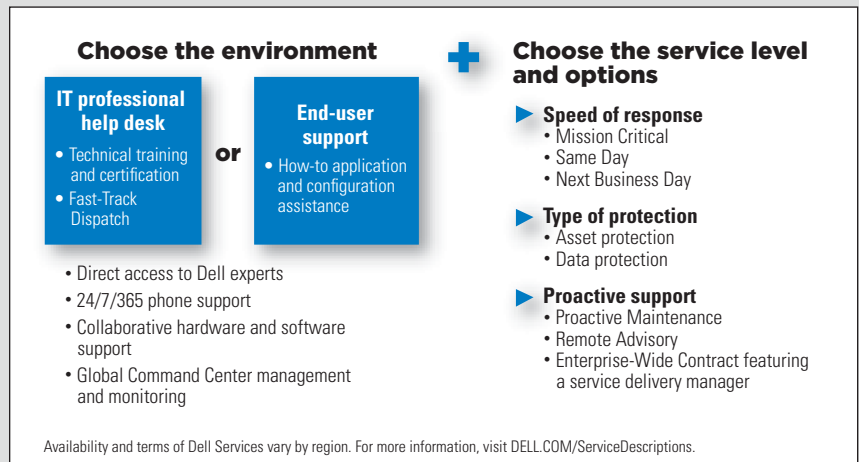 Choose the environment
IT professional
help desk
• Technical training
and certification
• Fast-Track
Dispatch
or
End-user
support
• How-to application
and configuration
assistance
• Direct access to Dell experts
• 24/7/365 phone support
• Collaborative hardware and software
support
• Global Command Center management
and monitoring
+
Choose the service level
and options
Speed of response
• Mission Critical
• Same Day
• Next Business Day
Type of protection
• Asset protection
• Data protection
Proactive support
• Proactive Maintenance
• Remote Advisory
• Enterprise-Wide Contract featuring
a service delivery manager
Availability and terms of Dell Services vary by region. For more information, visit DELL.COM/ServiceDescriptions.